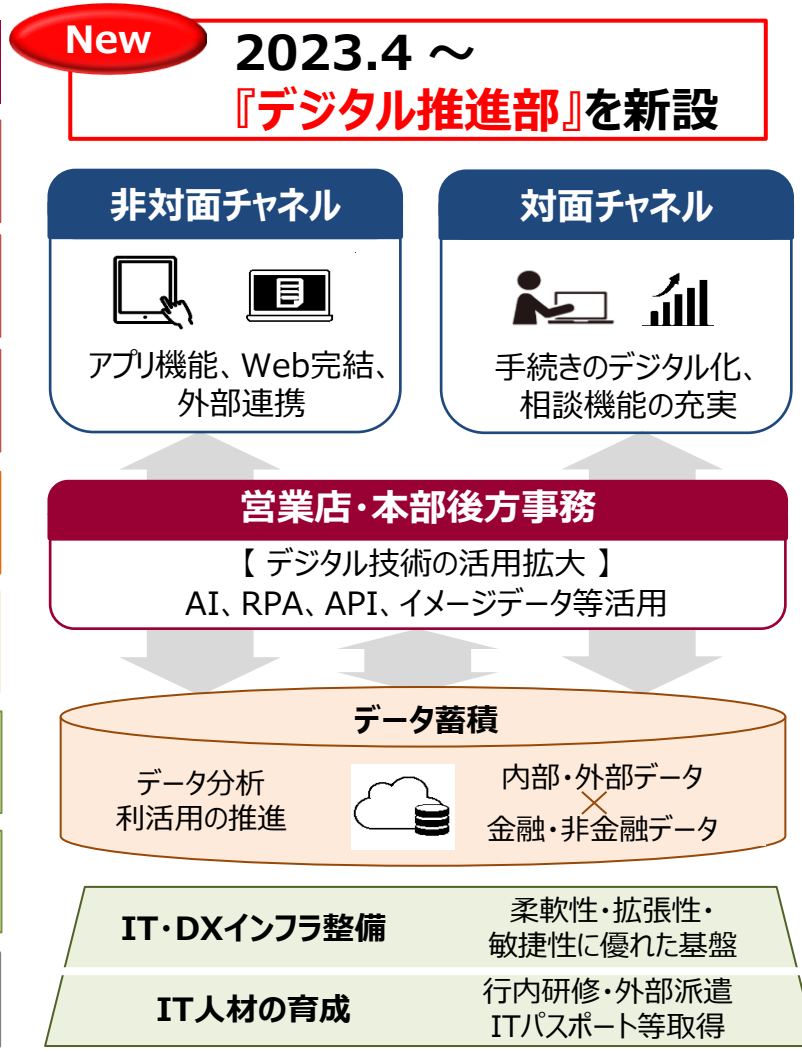 New
2023.4 ～
『デジタル推進部』を新設
非対面チャネル
アプリ機能、Web完結、
外部連携
対面チャネル
手続きのデジタル化、
相談機能の充実
営業店・本部後方事務
【 デジタル技術の活用拡大 】
AI、RPA、API、イメージデータ等活用
データ蓄積
データ分析
利活用の推進
内部・外部データ
×
金融・非金融データ
IT・DXインフラ整備
柔軟性・拡張性・
敏捷性に優れた基盤
IT人材の育成
行内研修・外部派遣
ITパスポート等取得